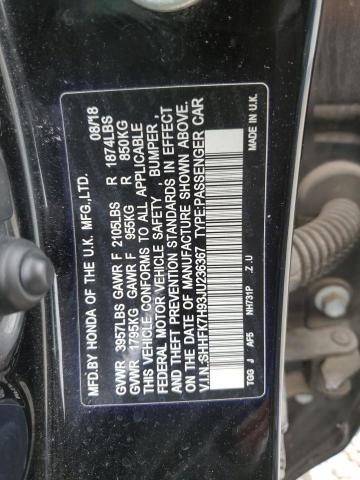 MFD.BY HONDA OF THE U.K. MFG.,LTD. 08/18
GVWR 3957LBS GAWR F 2105LBS R 1874LBS
GVWR 1795KG GAWR F 955KG R 850KG
THIS VEHICLE CONFORMS TO ALL APPLICABLE
FEDERAL MOTOR VEHICLE SAFETY , BUMPER,
AND THEFT PREVENTION STANDARDS IN EFFECT
ON THE DATE OF MANUFACTURE SHOWN ABOVE.
V.I.N.:SHHFK7H93JU236367 TYPE:PASSENGER CAR
TGG J AF5 NH731P .Z .U MADE IN U.K.